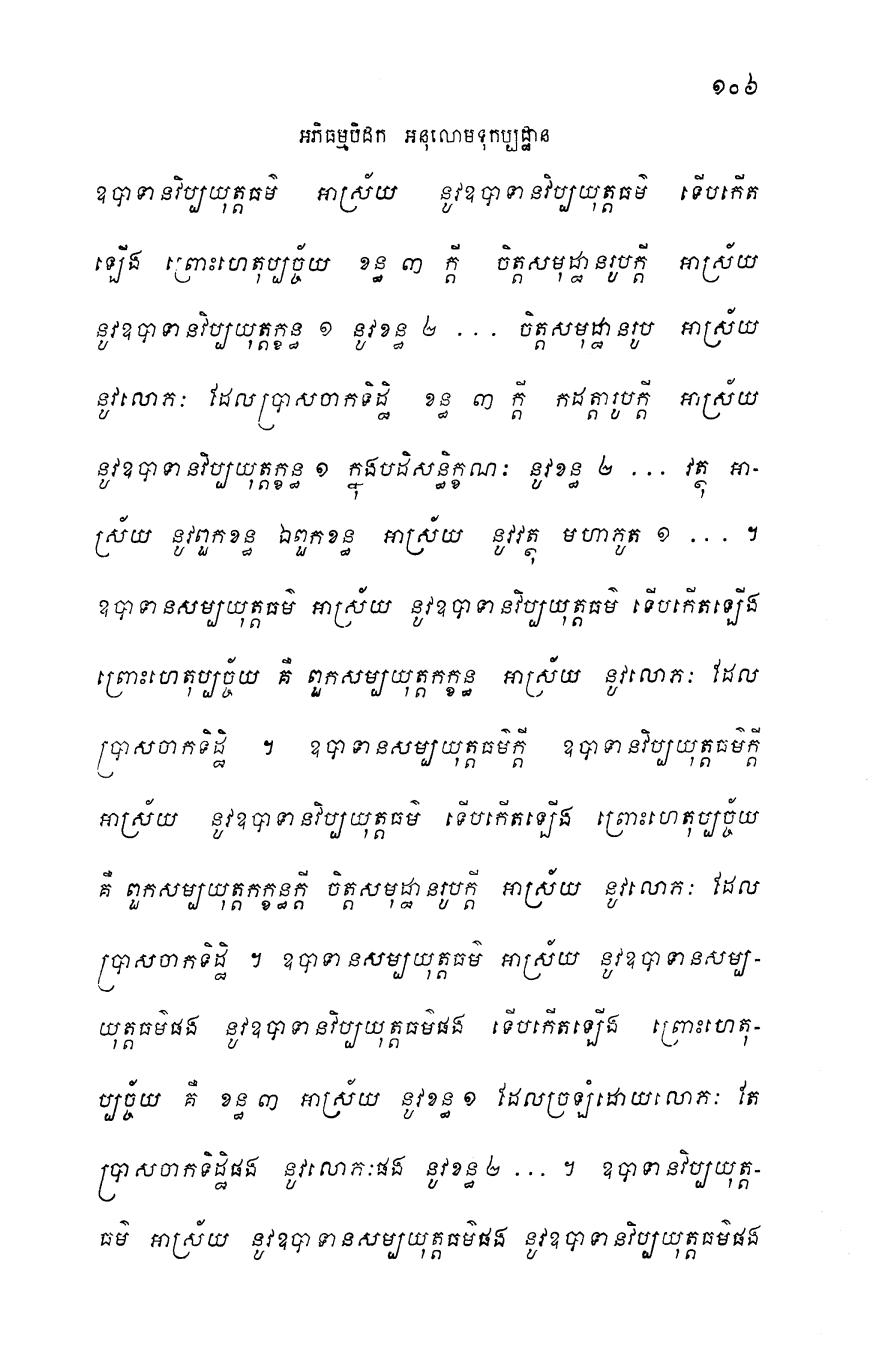 ១០៦
អភិធម្មបិដក អនុលោមទុកប្បដ្ឋាន
ឧបាទានវិប្បយុត្តធម៌ អាស្រ័យ នូវឧបាទានវិប្បយុត្តធម៌ ទើបកើត
ឡើង ព្រោះហេតុប្បច្ច័យ ខន្ធ ៣ ក្តី ចិត្តសមុដ្ឋានរូបក្តី អាស្រ័យ
នូវឧបាទានវិប្បយុត្តក្ខន្ធ ១ នូវខន្ធ ២ ... ចិត្តសមុដ្ឋានរូប អាស្រ័យ
នូវលោភៈ ដែលប្រាសចាកទិដ្ឋិ ខន្ធ ៣ ក្តី កដត្តារូបក្តី អាស្រ័យ
នូវឧបាទានវិប្បយុត្តក្ខន្ធ ១ ក្នុងបដិសន្ធិក្ខណៈ នូវខន្ធ ២ ... វត្ថុ អា-
ស្រ័យ នូវពួកខន្ធ ឯពួកខន្ធ អាស្រ័យ នូវវត្ថុ មហាភូត ១ ... ។
ឧបាទានសម្បយុត្តធម៌ អាស្រ័យ នូវឧបាទានវិប្បយុត្តធម៌ ទើបកើតឡើង
ព្រោះហេតុប្បច្ច័យ គឺ ពួកសម្បយុត្តកក្ខន្ធ អាស្រ័យ នូវលោភៈ ដែល
ប្រាសចាកទិដ្ឋិ ។ ឧបាទានសម្បយុត្តធម៌ក្តី ឧបាទានវិប្បយុត្តធម៌ក្តី
អាស្រ័យ នូវឧបាទានវិប្បយុត្តធម៌ ទើបកើតឡើង ព្រោះហេតុប្បច្ច័យ
គឺ ពួកសម្បយុត្តកក្ខន្ធក្តី ចិត្តសមុដ្ឋានរូបក្តី អាស្រ័យ នូវលោភៈ ដែល
ប្រាសចាកទិដ្ឋិ ។ ឧបាទានសម្បយុត្តធម៌ អាស្រ័យ នូវឧបាទានសម្ប-
យុត្តធម៌ផង នូវឧបាទានវិប្បយុត្តធម៌ផង ទើបកើតឡើង ព្រោះហេតុ-
ប្បច្ច័យ គឺ ខន្ធ ៣ អាស្រ័យ នូវខន្ធ ១ ដែលច្រឡំដោយលោភៈ តែ
ប្រាសចាកទិដ្ឋិផង នូវលោភៈផង នូវខន្ធ ២ ... ។ ឧបាទានវិប្បយុត្ត-
ធម៌ អាស្រ័យ នូវឧបាទានសម្បយុត្តធម៌ផង នូវឧបាទានវិប្បយុត្តធម៌ផង